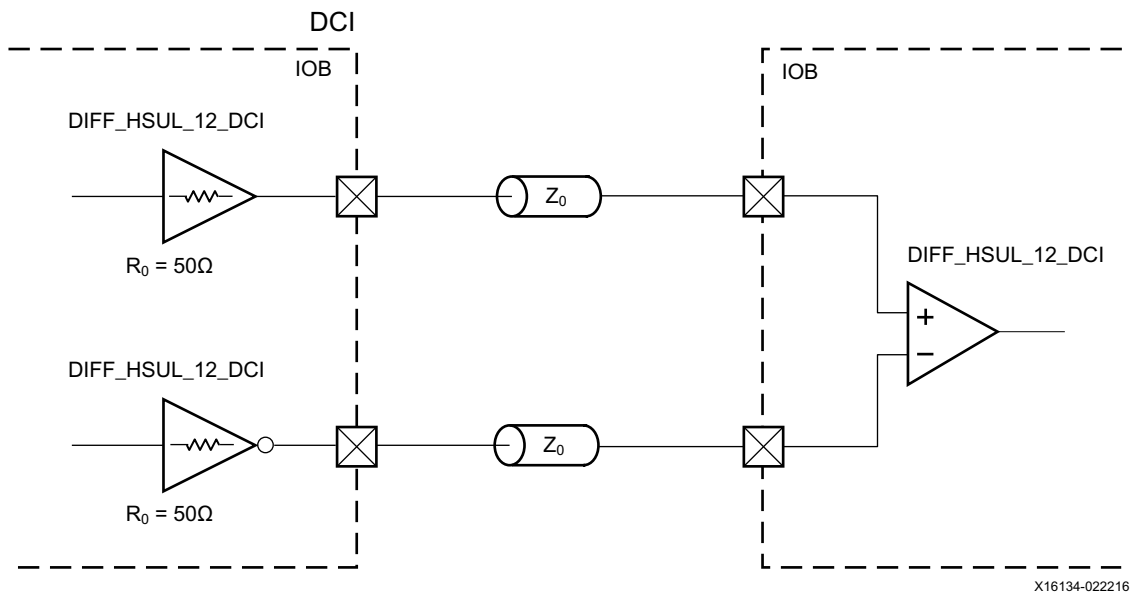 DCI
IOB
IOB
DIFF_HSUL_12_DCI
R0 = 50Ω
Z0
DIFF_HSUL_12_DCI
+
−
DIFF_HSUL_12_DCI
R0 = 50Ω
Z0
X16134-022216